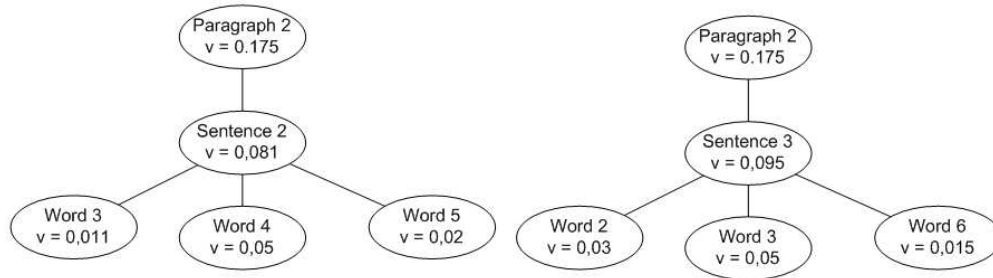 Paragraph 2
v = 0.175
Sentence 2
v = 0,081
Word 3
v = 0,011
Word 4
v = 0,05
Word 5
v = 0,02
Paragraph 2
v = 0.175
Sentence 3
v = 0,095
Word 2
v = 0,03
Word 3
v = 0,05
Word 6
v = 0,015